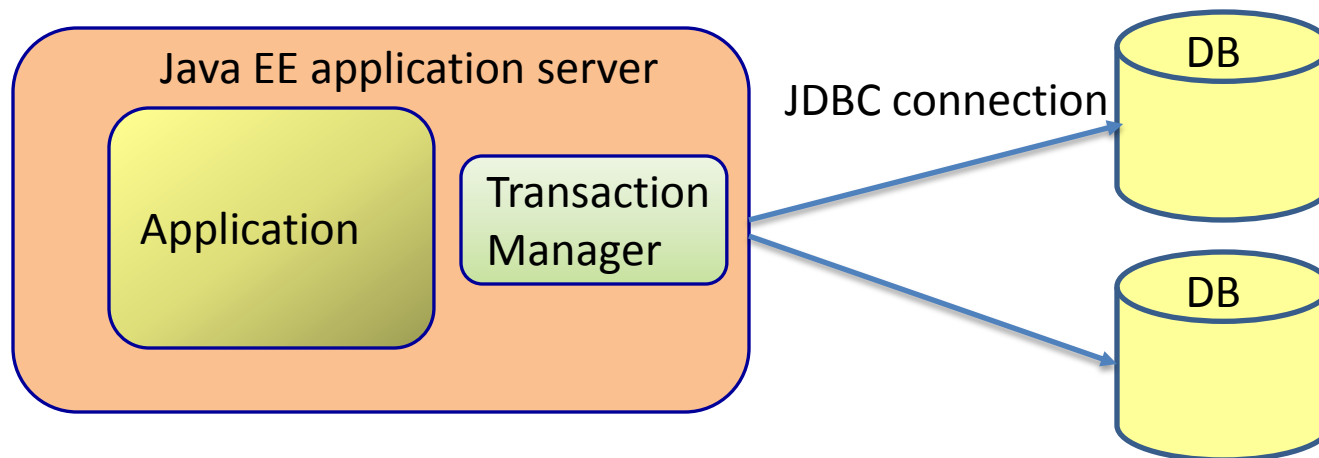 Java EE application server
Application
Transaction
Manager
JDBC connection
DB
DB